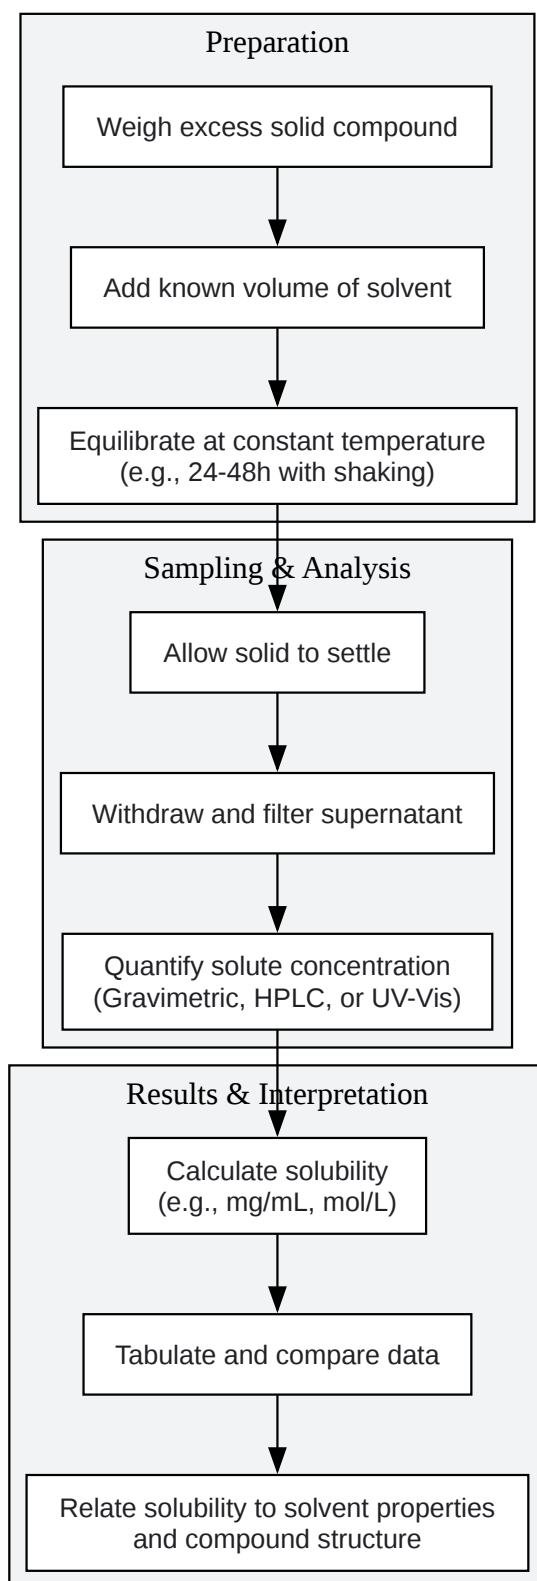 Preparation
Weigh excess solid compound
Add known volume of solvent
Equilibrate at constant temperature
(e.g., 24-48h with shaking)
Sampling & Analysis
Allow solid to settle
Withdraw and filter supernatant
Quantify solute concentration
(Gravimetric, HPLC, or UV-Vis)
Results & Interpretation
Calculate solubility
(e.g., mg/mL, mol/L)
Tabulate and compare data
Relate solubility to solvent properties
and compound structure